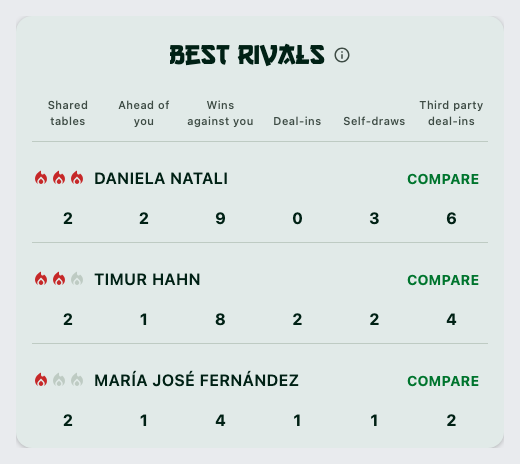 BEST RIVALS
Shared tables Ahead of you Wins against you Deal-ins Self-draws Third party deal-ins
DANIELA NATALI COMPARE
2 2 9 0 3 6
TIMUR HAHN COMPARE
2 1 8 2 2 4
MARÍA JOSÉ FERNÁNDEZ COMPARE
2 1 4 1 1 2